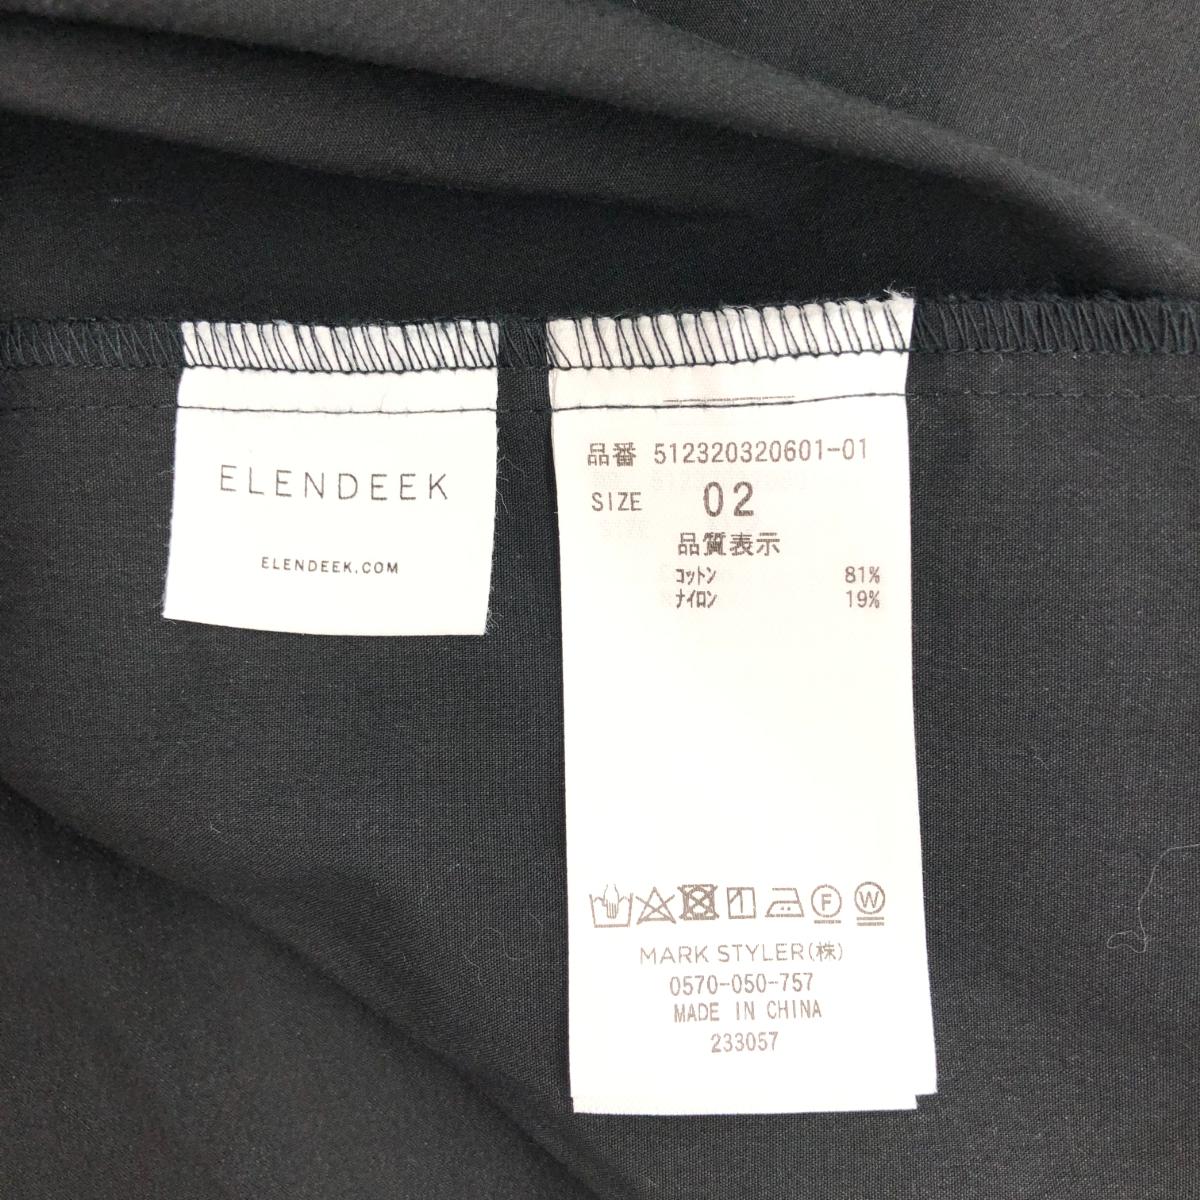 ELENDEEK
ELENDEEK.COM
品番 512320320601-01
SIZE 02
品質表示
コットン 81%
ナイロン 19%
F W
MARK STYLER(株)
0570-050-757
MADE IN CHINA
233057